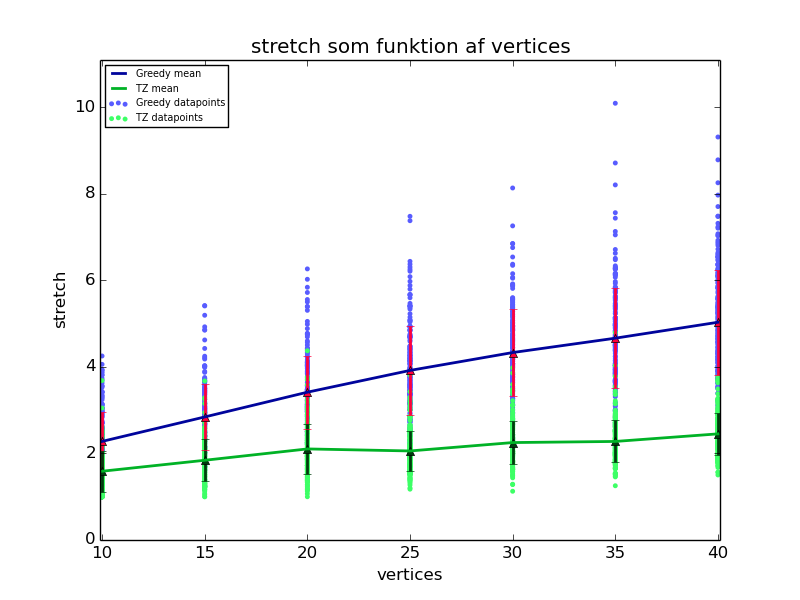 stretch som funktion af vertices
Greedy mean
TZ mean
Greedy datapoints
TZ datapoints
10
8
6
4
2
0
stretch
10 15 20 25 30 35 40
vertices